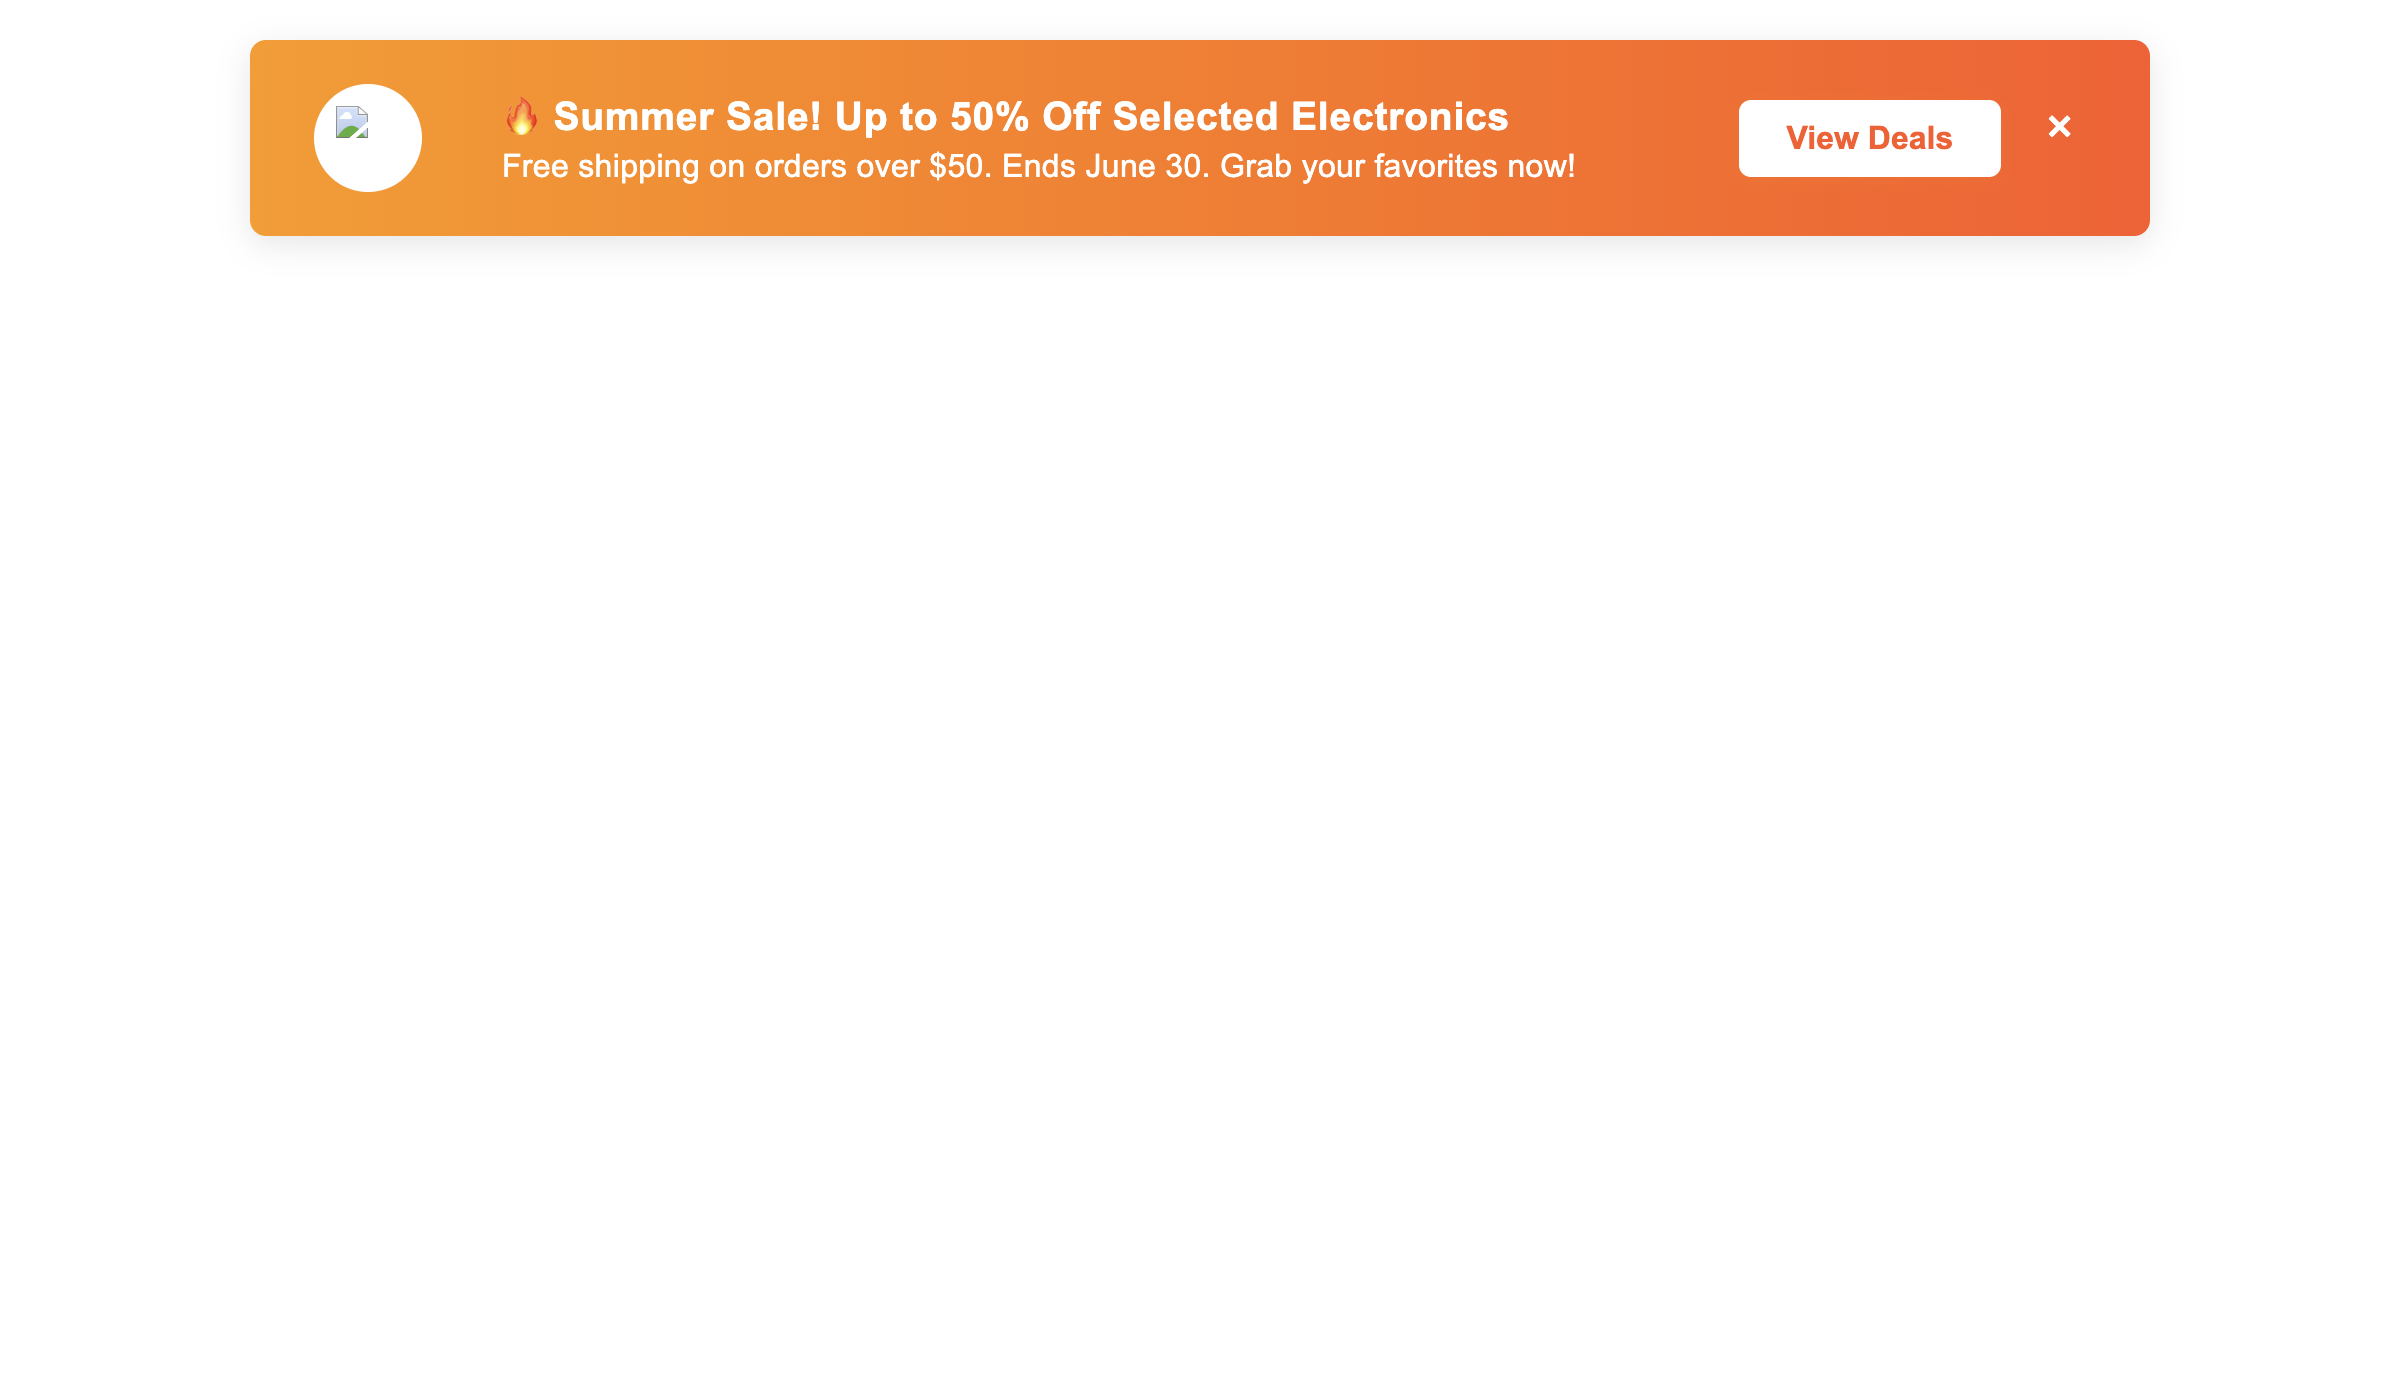 🔥 Summer Sale! Up to 50% Off Selected Electronics
Free shipping on orders over $50. Ends June 30. Grab your favorites now!
View Deals
×